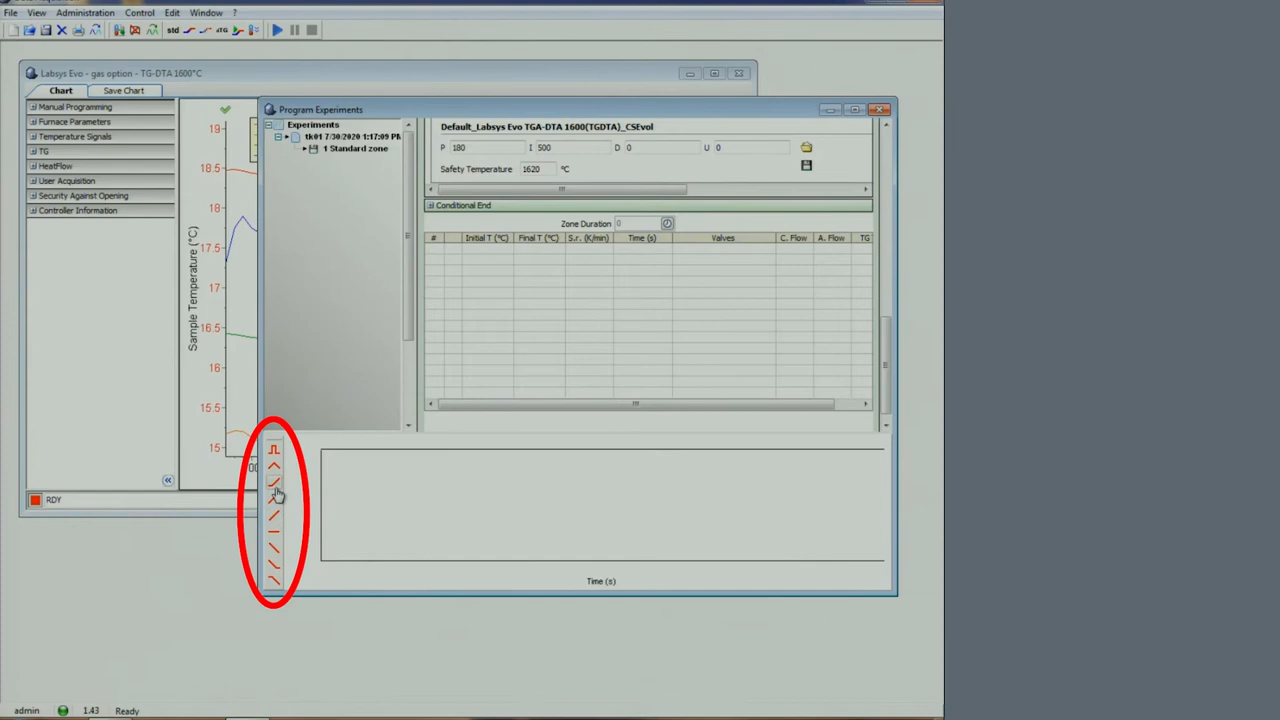 File View Administration Control Edit Window ?
std
Labsys Evo - gas option - TG-DTA 1600°C
Chart Save Chart
Manual Programming
Furnace Parameters
Temperature Signals
TG
HeatFlow
User Acquisition
Security Against Opening
Controller Information
RDY
Sample Temperature (°C)
19
18.5
18
17.5
17
16.5
16
15.5
15
Program Experiments
Experiments
tk01 7/30/2020 1:17:09 PM
1 Standard zone
Default_Labsys Evo TGA-DTA 1600(TGDTA)_CSEvol
P 180 I 500 D 0 U 0
Safety Temperature 1620 °C
Conditional End
Zone Duration 0
# Initial T (°C) Final T (°C) S.r. (K/min) Time (s) Valves C. Flow A. Flow TG
Time (s)
admin 1.43 Ready